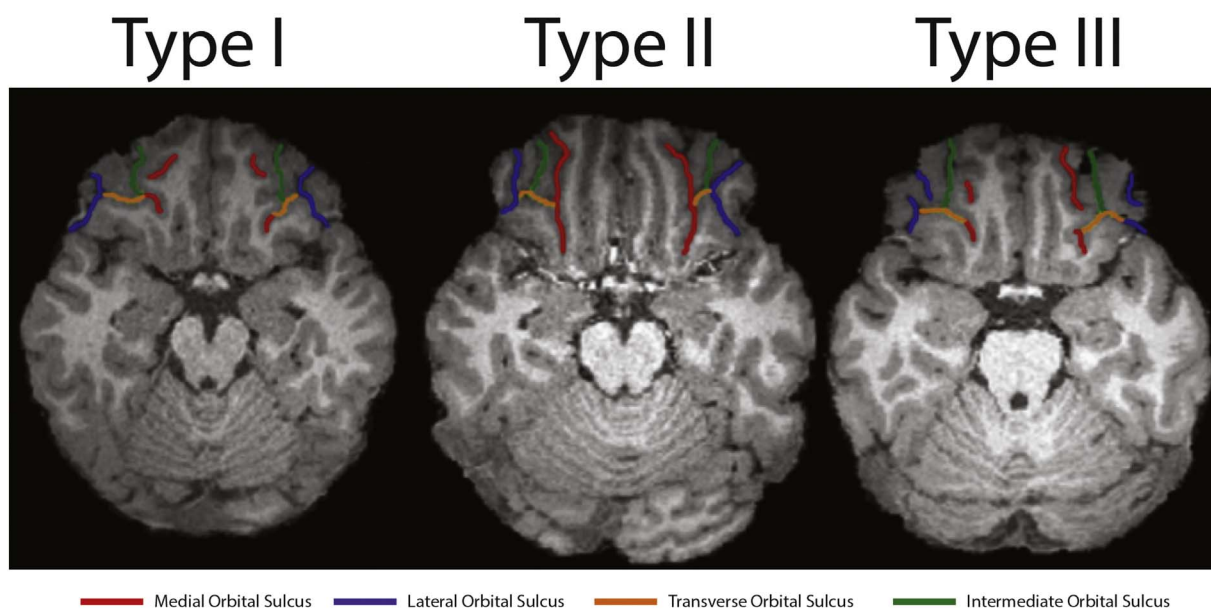 Type I Type II Type III
Medial Orbital Sulcus Lateral Orbital Sulcus Transverse Orbital Sulcus Intermediate Orbital Sulcus